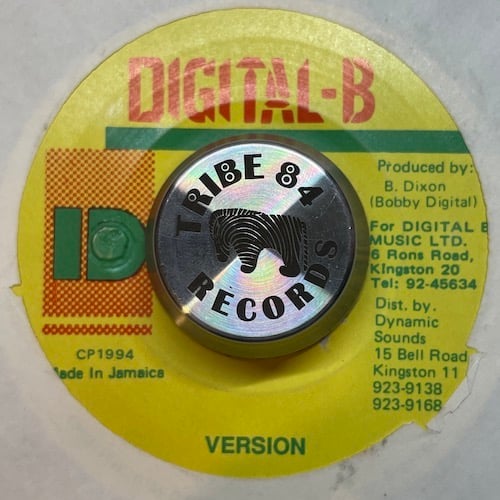 DIGITAL-B
TRIBE 84
RECORDS
Produced by:
B. Dixon
(Bobby Digital)
For DIGITAL B
MUSIC LTD.
6 Rons Road,
Kingston 20
Tel: 92-45634
Dist. by.
Dynamic
Sounds
15 Bell Road
Kingston 11
923-9138
923-9168
ID
CP1994
ade In Jamaica
VERSION